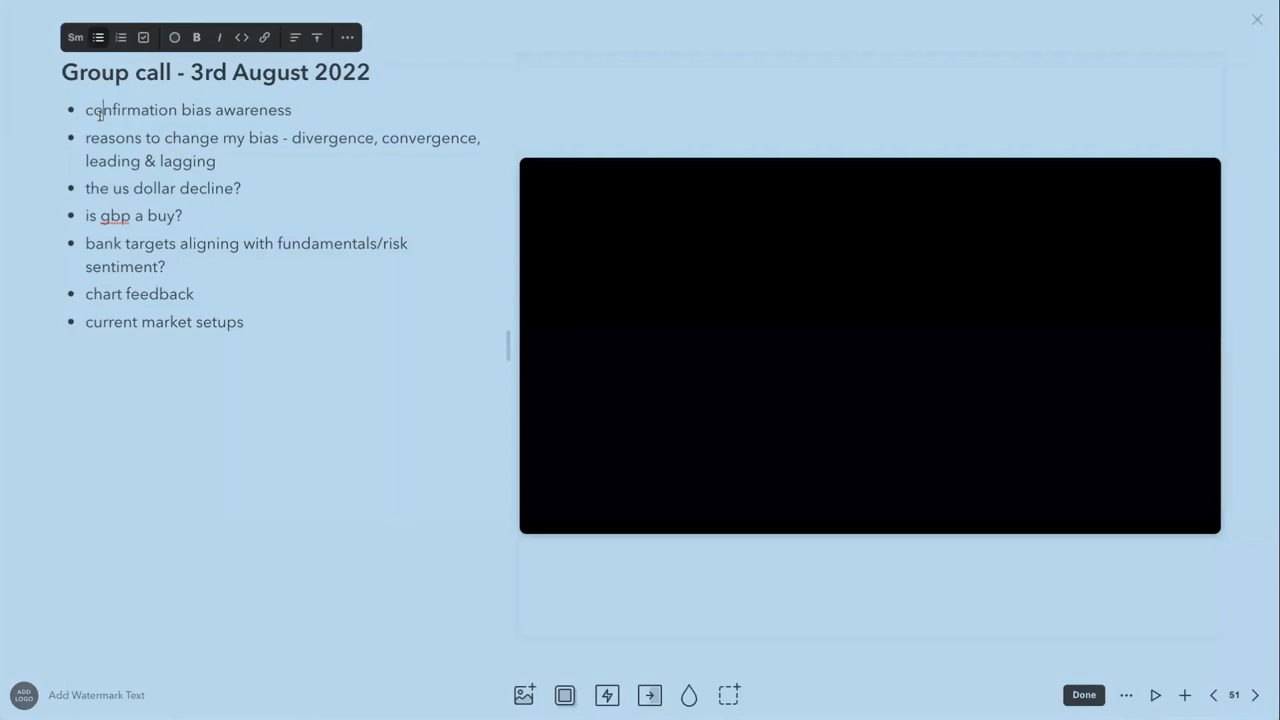 Sm B I
Group call - 3rd August 2022
confirmation bias awareness
reasons to change my bias - divergence, convergence,
leading & lagging
the us dollar decline?
is gbp a buy?
bank targets aligning with fundamentals/risk
sentiment?
chart feedback
current market setups
ADD
LOGO
Add Watermark Text
Done
51